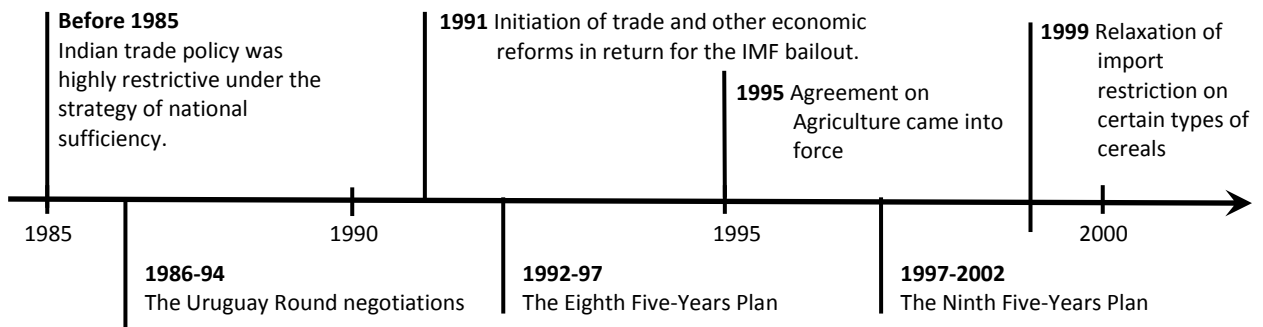 Before 1985
Indian trade policy was
highly restrictive under the
strategy of national
sufficiency.
1991 Initiation of trade and other economic
reforms in return for the IMF bailout.
1995 Agreement on
Agriculture came into
force
1999 Relaxation of
import
restriction on
certain types of
cereals
1985
1990
1995
2000
1986-94
The Uruguay Round negotiations
1992-97
The Eighth Five-Years Plan
1997-2002
The Ninth Five-Years Plan